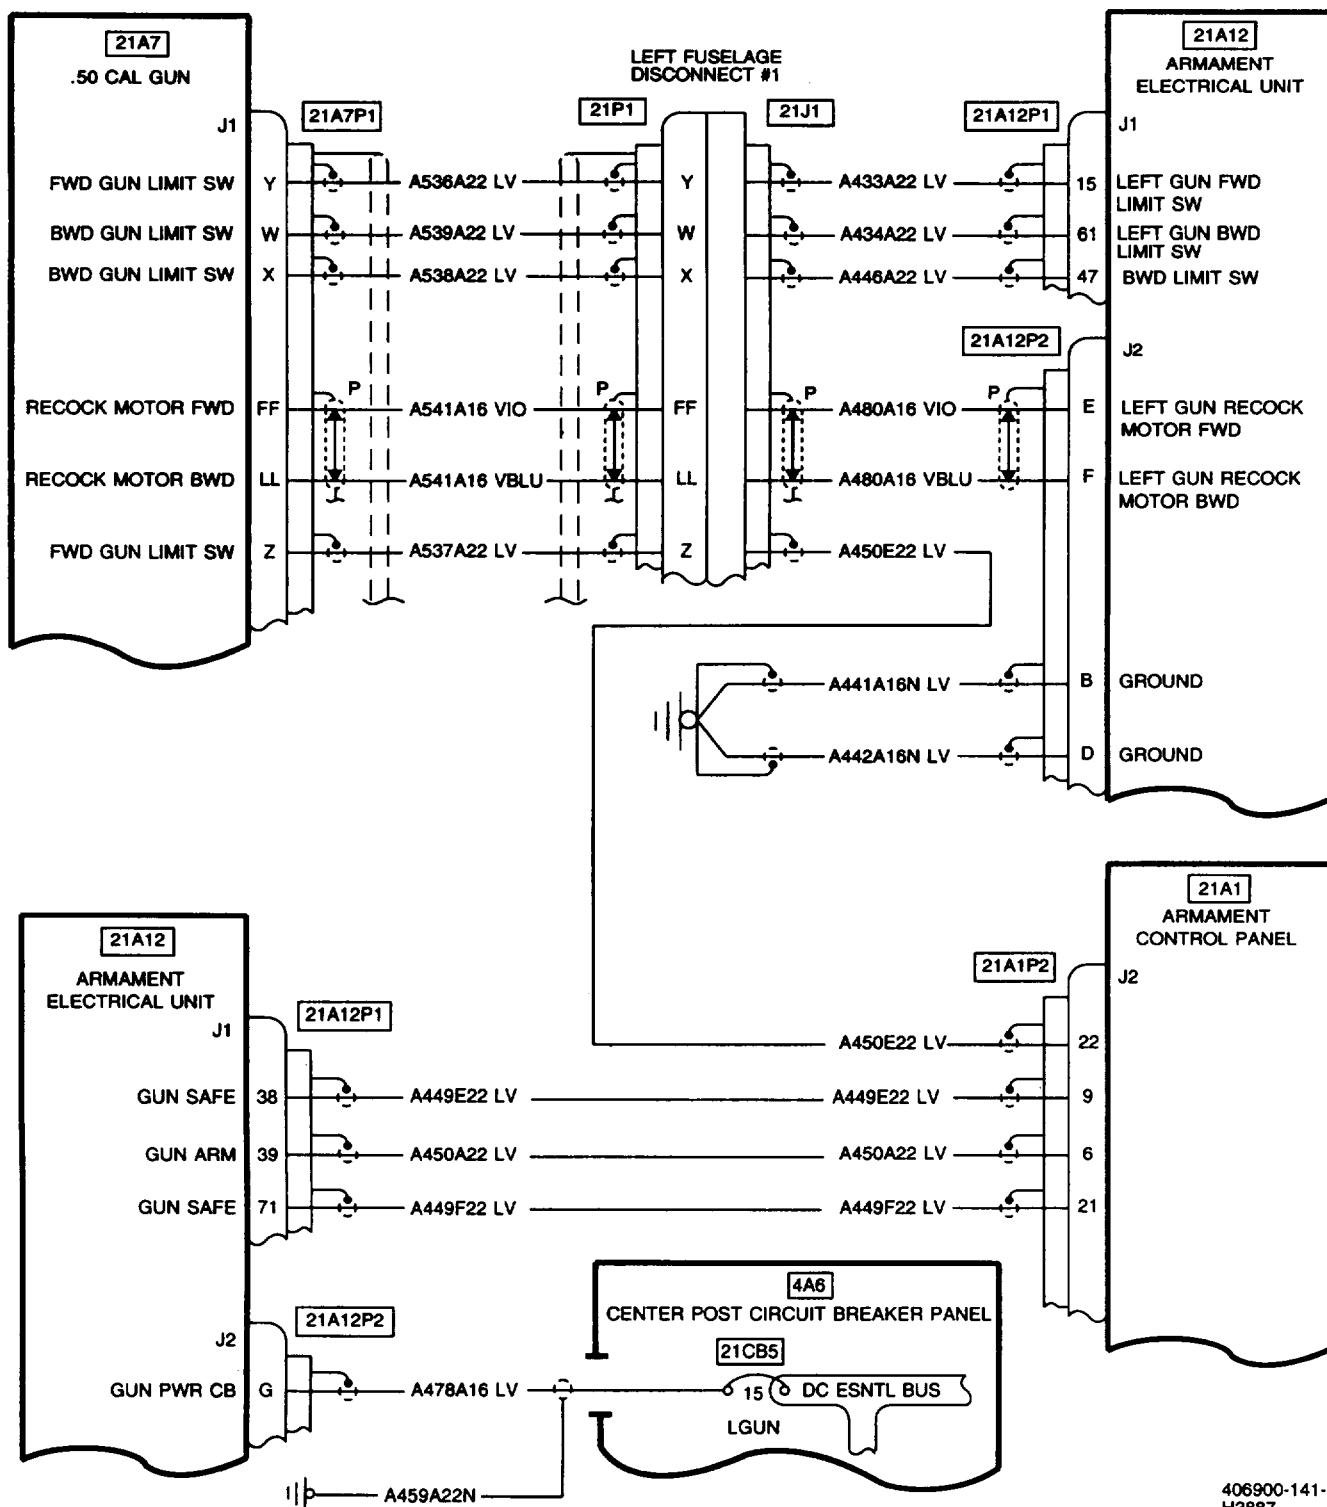 21A7
.50 CAL GUN
J1
21A7P1
LEFT FUSELAGE
DISCONNECT #1
21P1
21J1
21A12
ARMAMENT
ELECTRICAL UNIT
21A12P1
J1
FWD GUN LIMIT SW Y A536A22 LV Y A433A22 LV 15 LEFT GUN FWD
LIMIT SW
BWD GUN LIMIT SW W A539A22 LV W A434A22 LV 61 LEFT GUN BWD
LIMIT SW
BWD GUN LIMIT SW X A538A22 LV X A446A22 LV 47 BWD LIMIT SW
21A12P2
J2
P P P P
RECOCK MOTOR FWD FF A541A16 VIO FF A480A16 VIO E LEFT GUN RECOCK
MOTOR FWD
RECOCK MOTOR BWD LL A541A16 VBLU LL A480A16 VBLU F LEFT GUN RECOCK
MOTOR BWD
FWD GUN LIMIT SW Z A537A22 LV Z A450E22 LV
A441A16N LV B GROUND
A442A16N LV D GROUND
21A1
ARMAMENT
CONTROL PANEL
21A1P2
J2
21A12
ARMAMENT
ELECTRICAL UNIT
21A12P1
J1
A450E22 LV 22
GUN SAFE 38 A449E22 LV A449E22 LV 9
GUN ARM 39 A450A22 LV A450A22 LV 6
GUN SAFE 71 A449F22 LV A449F22 LV 21
4A6
CENTER POST CIRCUIT BREAKER PANEL
21A12P2
J2
21CB5
GUN PWR CB G A478A16 LV 15 DC ESNTL BUS
LGUN
A459A22N
406900-141-